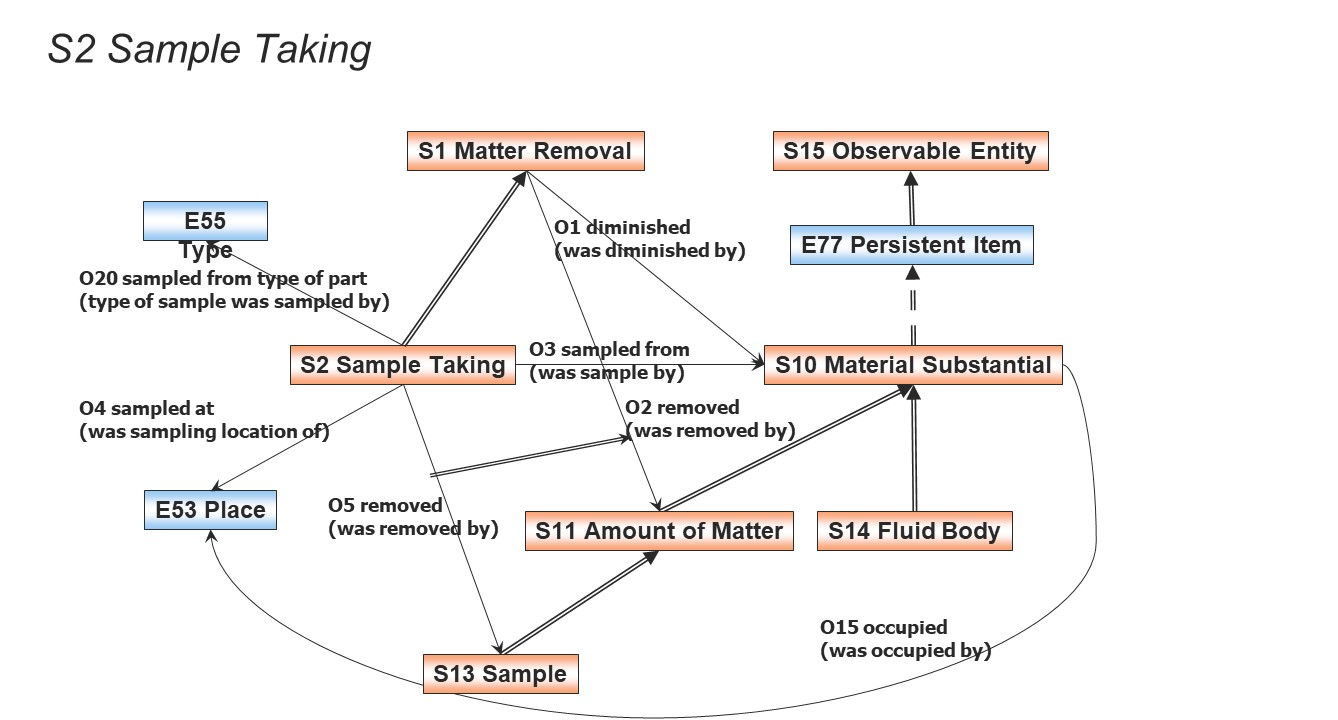 S2 Sample Taking
S1 Matter Removal
S15 Observable Entity
E55
Type
O1 diminished
(was diminished by)
E77 Persistent Item
O20 sampled from type of part
(type of sample was sampled by)
S2 Sample Taking
O3 sampled from
(was sample by)
S10 Material Substantial
O4 sampled at
(was sampling location of)
O2 removed
(was removed by)
E53 Place
O5 removed
(was removed by)
S11 Amount of Matter
S14 Fluid Body
O15 occupied
(was occupied by)
S13 Sample